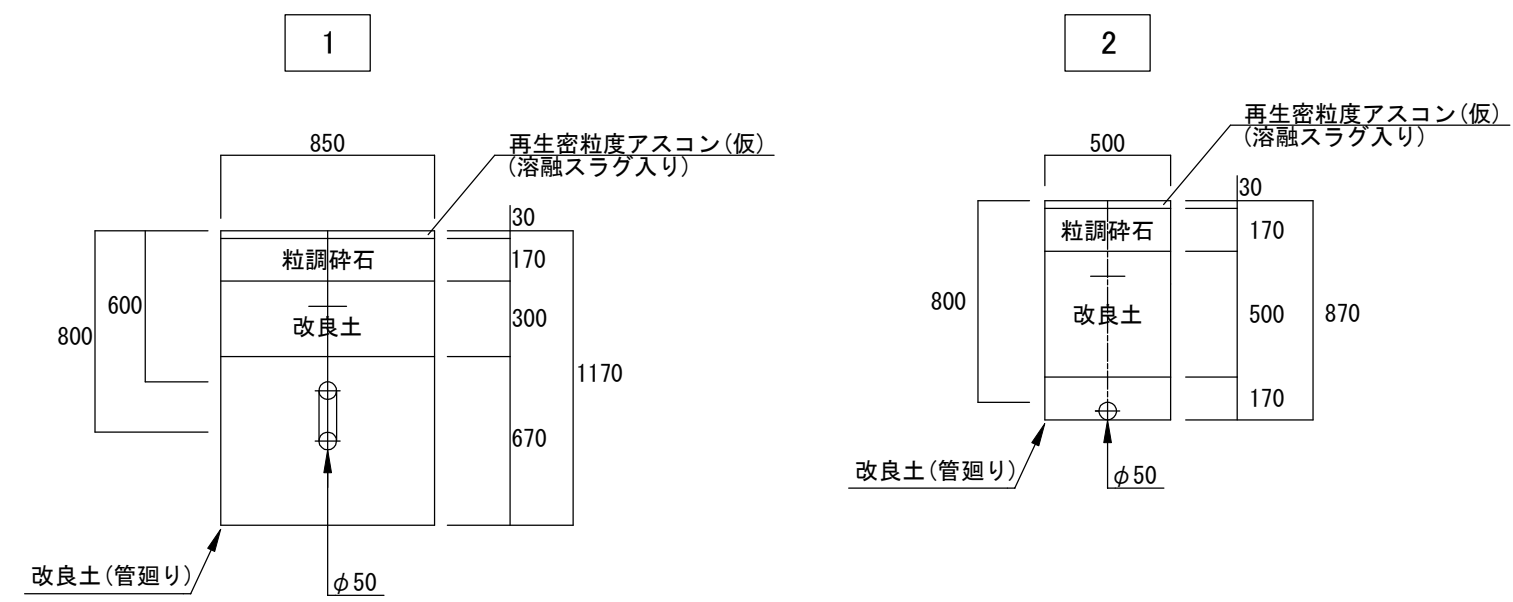 1
850
再生密粒度アスコン(仮)
(溶融スラグ入り)
30
粒調砕石
170
600
800
改良土
300
1170
670
改良土(管廻り)
φ50
2
500
再生密粒度アスコン(仮)
(溶融スラグ入り)
30
粒調砕石
170
800
改良土
500
870
170
改良土(管廻り)
φ50